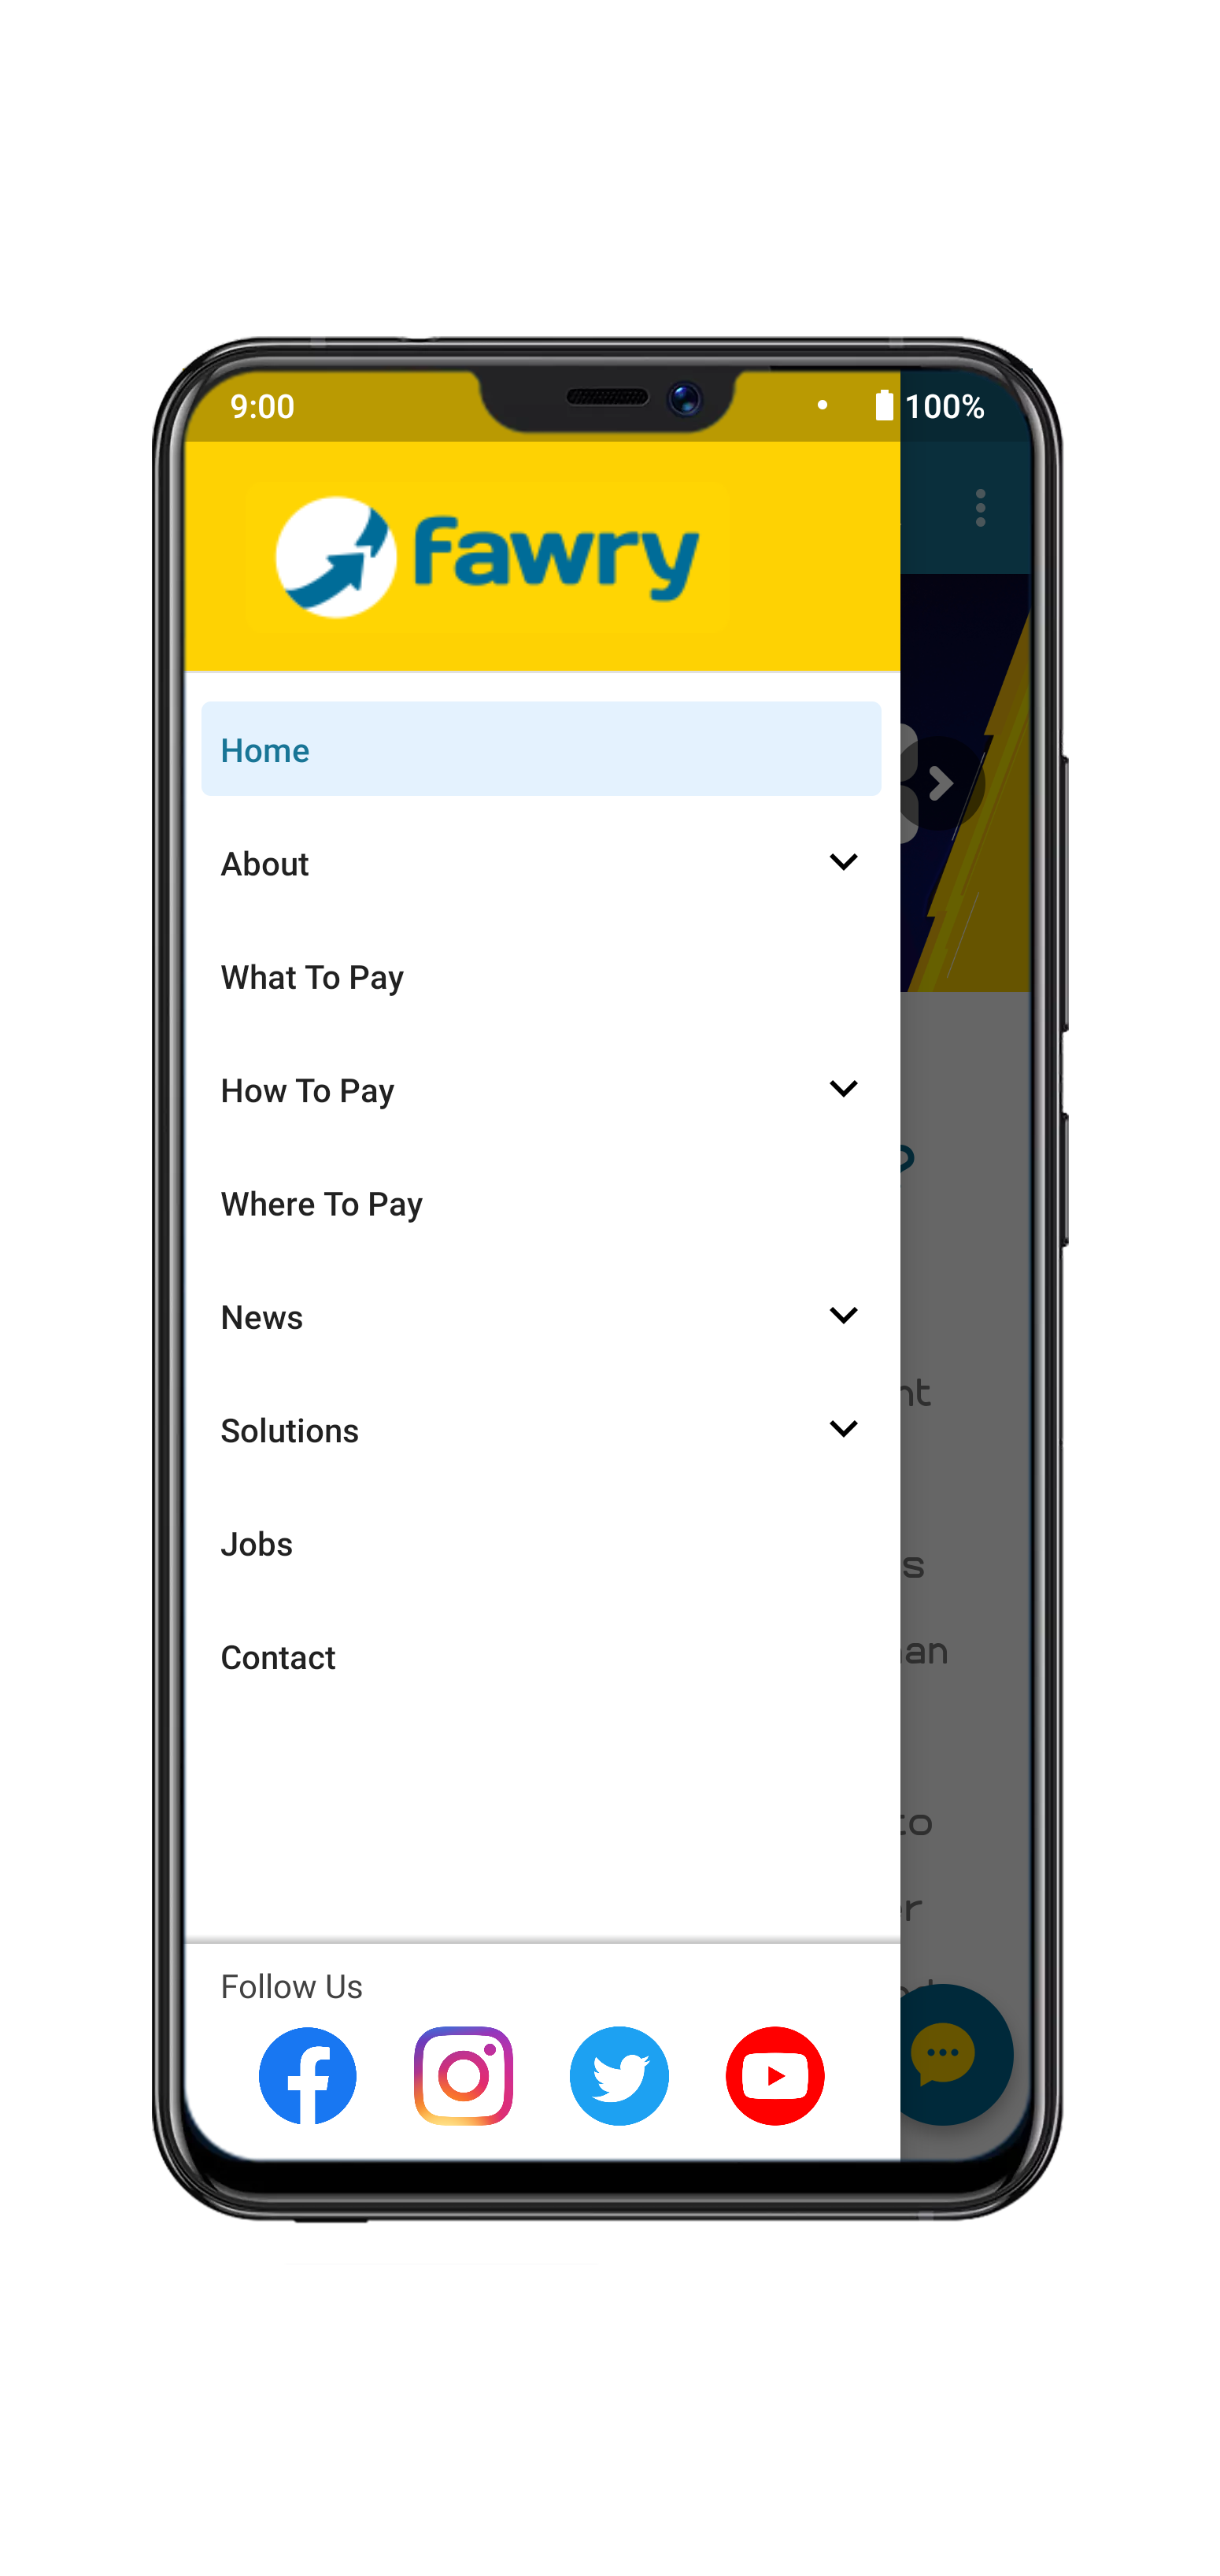 9:00
100%
fawry
Home
About
What To Pay
How To Pay
Where To Pay
News
Solutions
Jobs
Contact
Follow Us
to